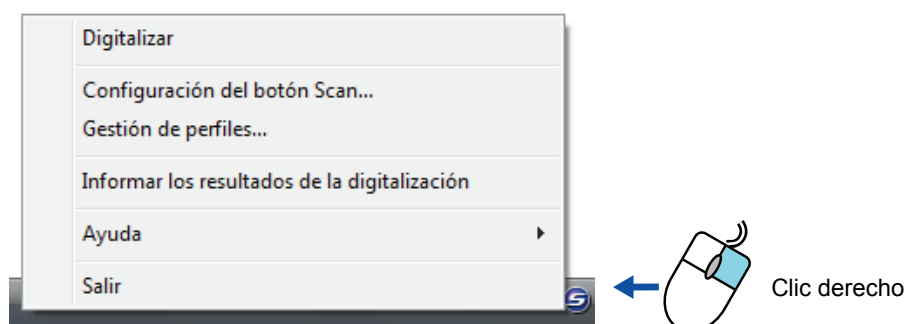 Digitalizar
Configuración del botón Scan...
Gestión de perfiles...
Informar los resultados de la digitalización
Ayuda
Salir
Clic derecho